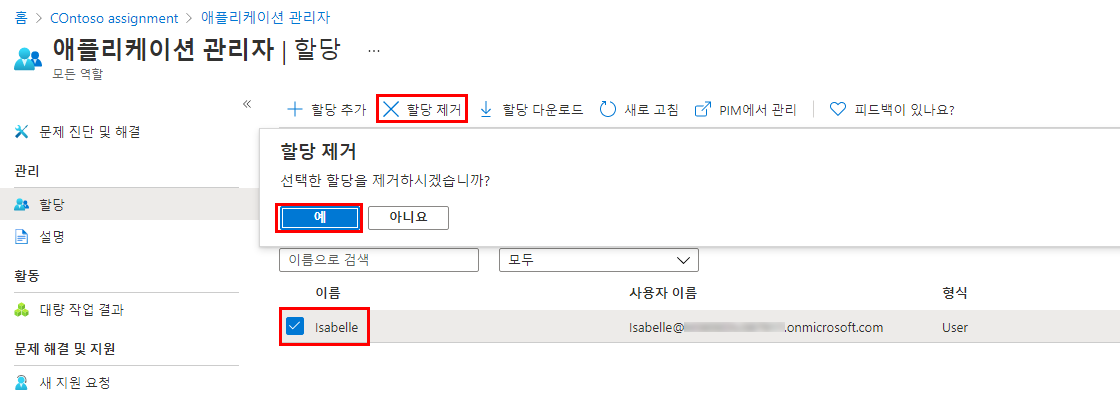 홈 > COntoso assignment > 애플리케이션 관리자
애플리케이션 관리자 | 할당 ...
모든 역할
«
할당 추가 할당 제거 할당 다운로드 새로 고침 PIM에서 관리 피드백이 있나요?
문제 진단 및 해결
관리
할당
설명
활동
대량 작업 결과
문제 해결 및 지원
새 지원 요청
할당 제거
선택한 할당을 제거하시겠습니까?
예 아니요
이름으로 검색 모두
이름 사용자 이름 형식
Isabelle Isabelle@ .onmicrosoft.com User